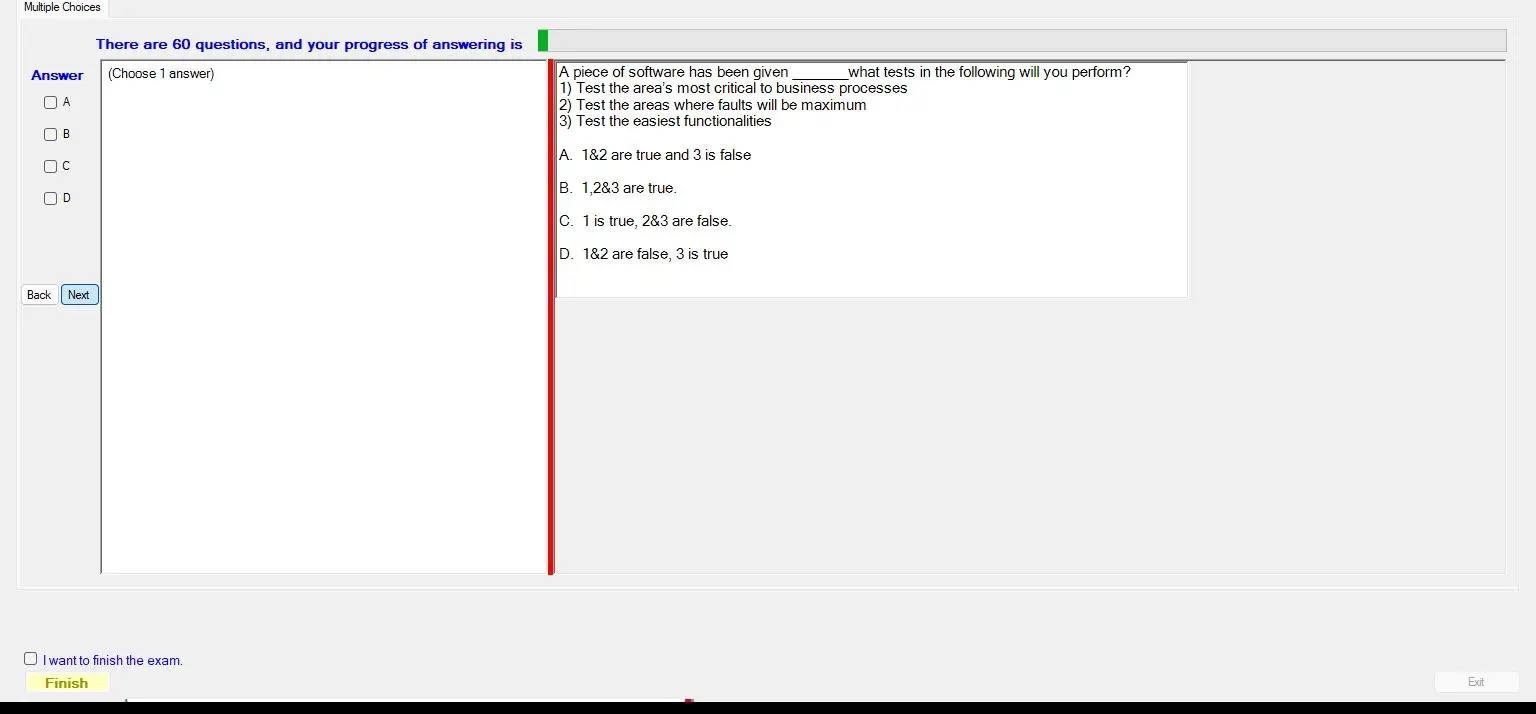 Multiple Choices
There are 60 questions, and your progress of answering is
Answer
(Choose 1 answer)
A
B
C
D
Back
Next
A piece of software has been given _______what tests in the following will you perform?
1) Test the area's most critical to business processes
2) Test the areas where faults will be maximum
3) Test the easiest functionalities
A. 1&2 are true and 3 is false
B. 1,2&3 are true.
C. 1 is true, 2&3 are false.
D. 1&2 are false, 3 is true
I want to finish the exam.
Finish
Exit